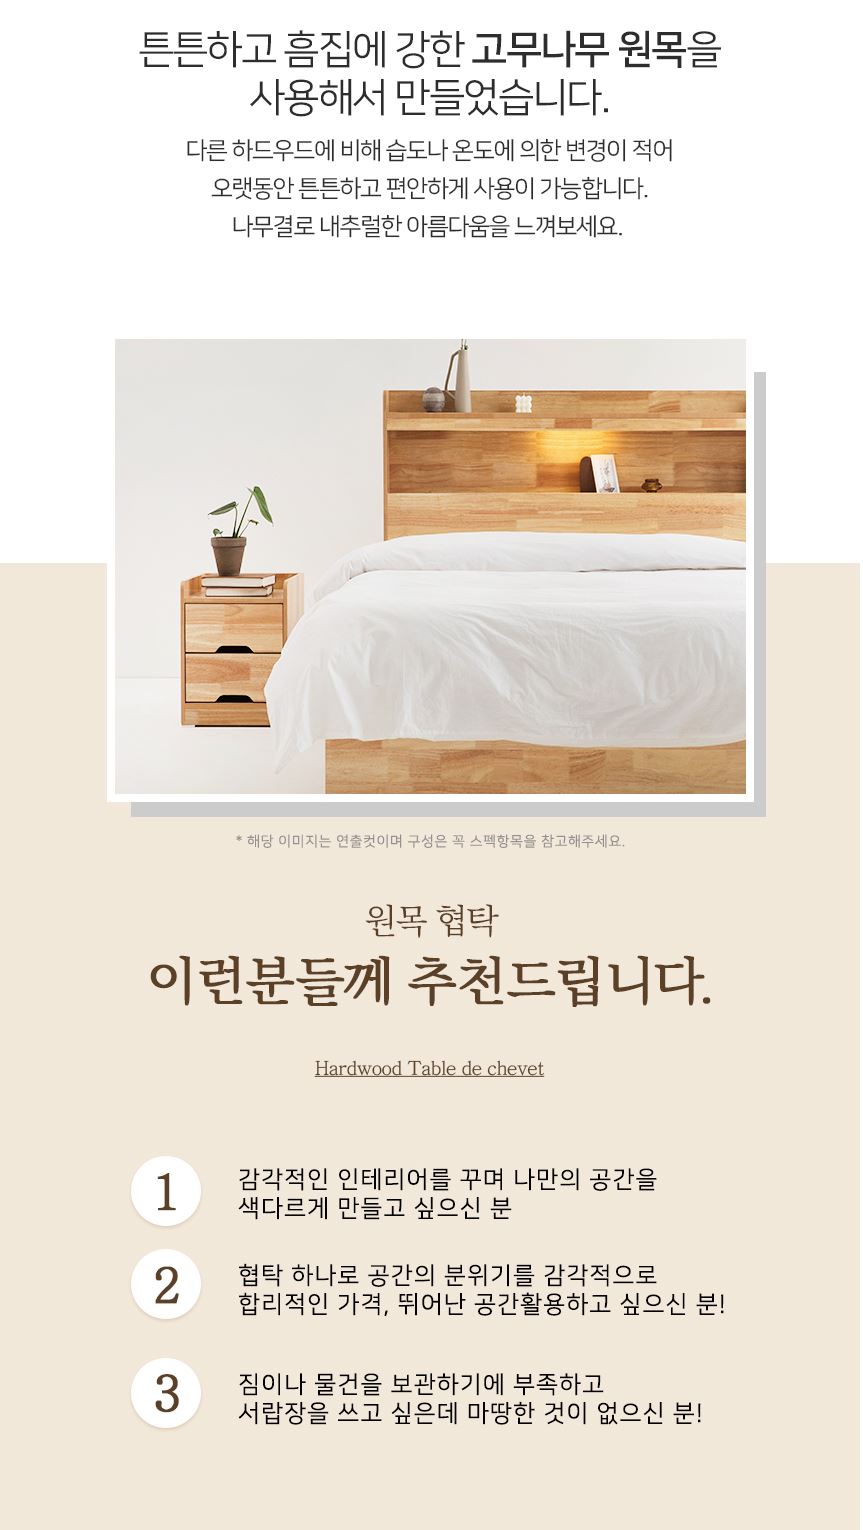 튼튼하고 흠집에 강한 고무나무 원목을
사용해서 만들었습니다.
다른 하드우드에 비해 습도나 온도에 의한 변경이 적어
오랫동안 튼튼하고 편안하게 사용이 가능합니다.
나무결로 내추럴한 아름다움을 느껴보세요.
* 해당 이미지는 연출컷이며 구성은 꼭 스펙항목을 참고해주세요.
원목 협탁
이런분들께 추천드립니다.
Hardwood Table de chevet
1
감각적인 인테리어를 꾸며 나만의 공간을
색다르게 만들고 싶으신 분
2
협탁 하나로 공간의 분위기를 감각적으로
합리적인 가격, 뛰어난 공간활용하고 싶으신 분!
3
짐이나 물건을 보관하기에 부족하고
서랍장을 쓰고 싶은데 마땅한 것이 없으신 분!